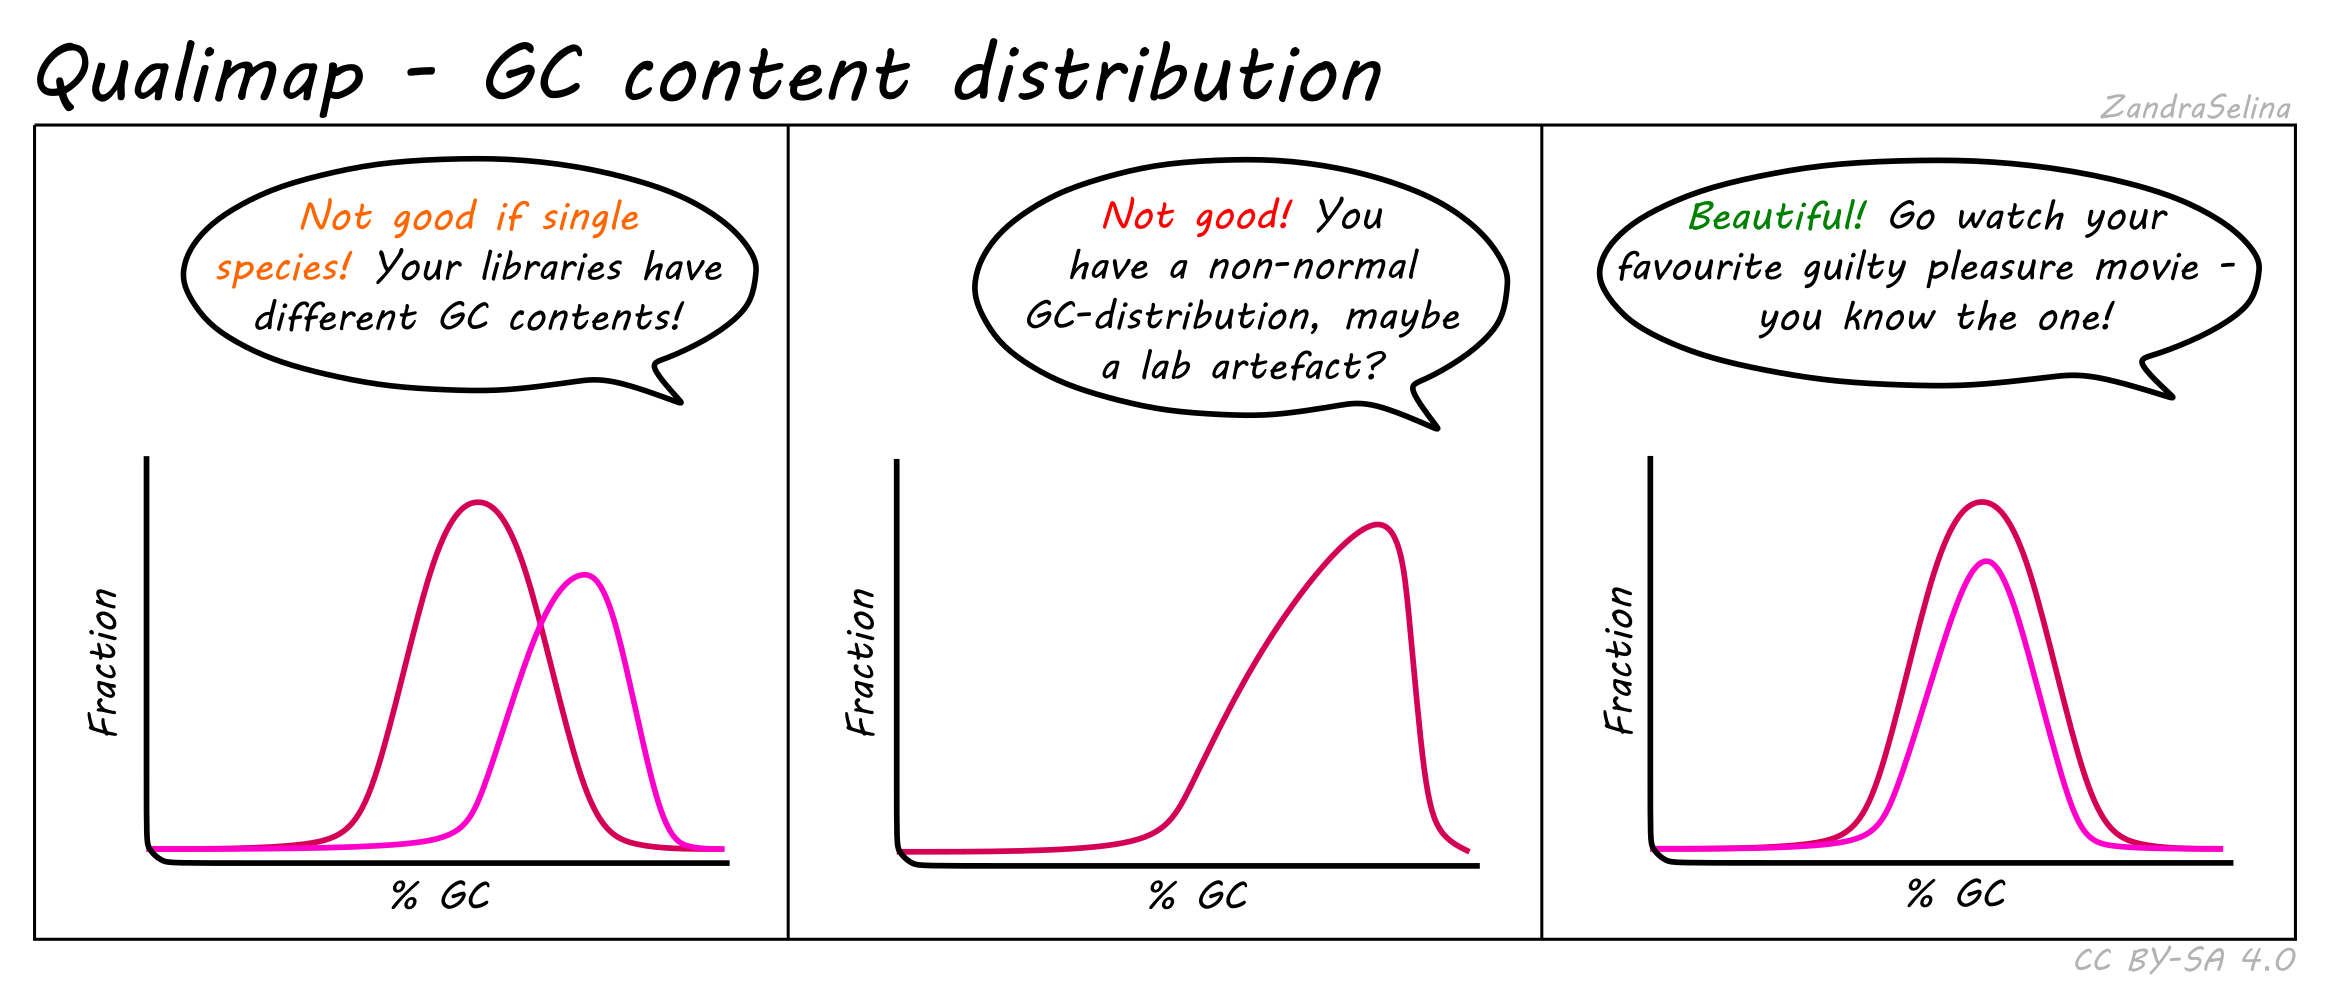 Qualimap - GC content distribution
ZandraSelina
Not good if single
species! Your libraries have
different GC contents!
Fraction
% GC
Not good! You
have a non-normal
GC-distribution, maybe
a lab artefact?
Fraction
% GC
Beautiful! Go watch your
favourite guilty pleasure movie -
you know the one!
Fraction
% GC
CC BY-SA 4.0